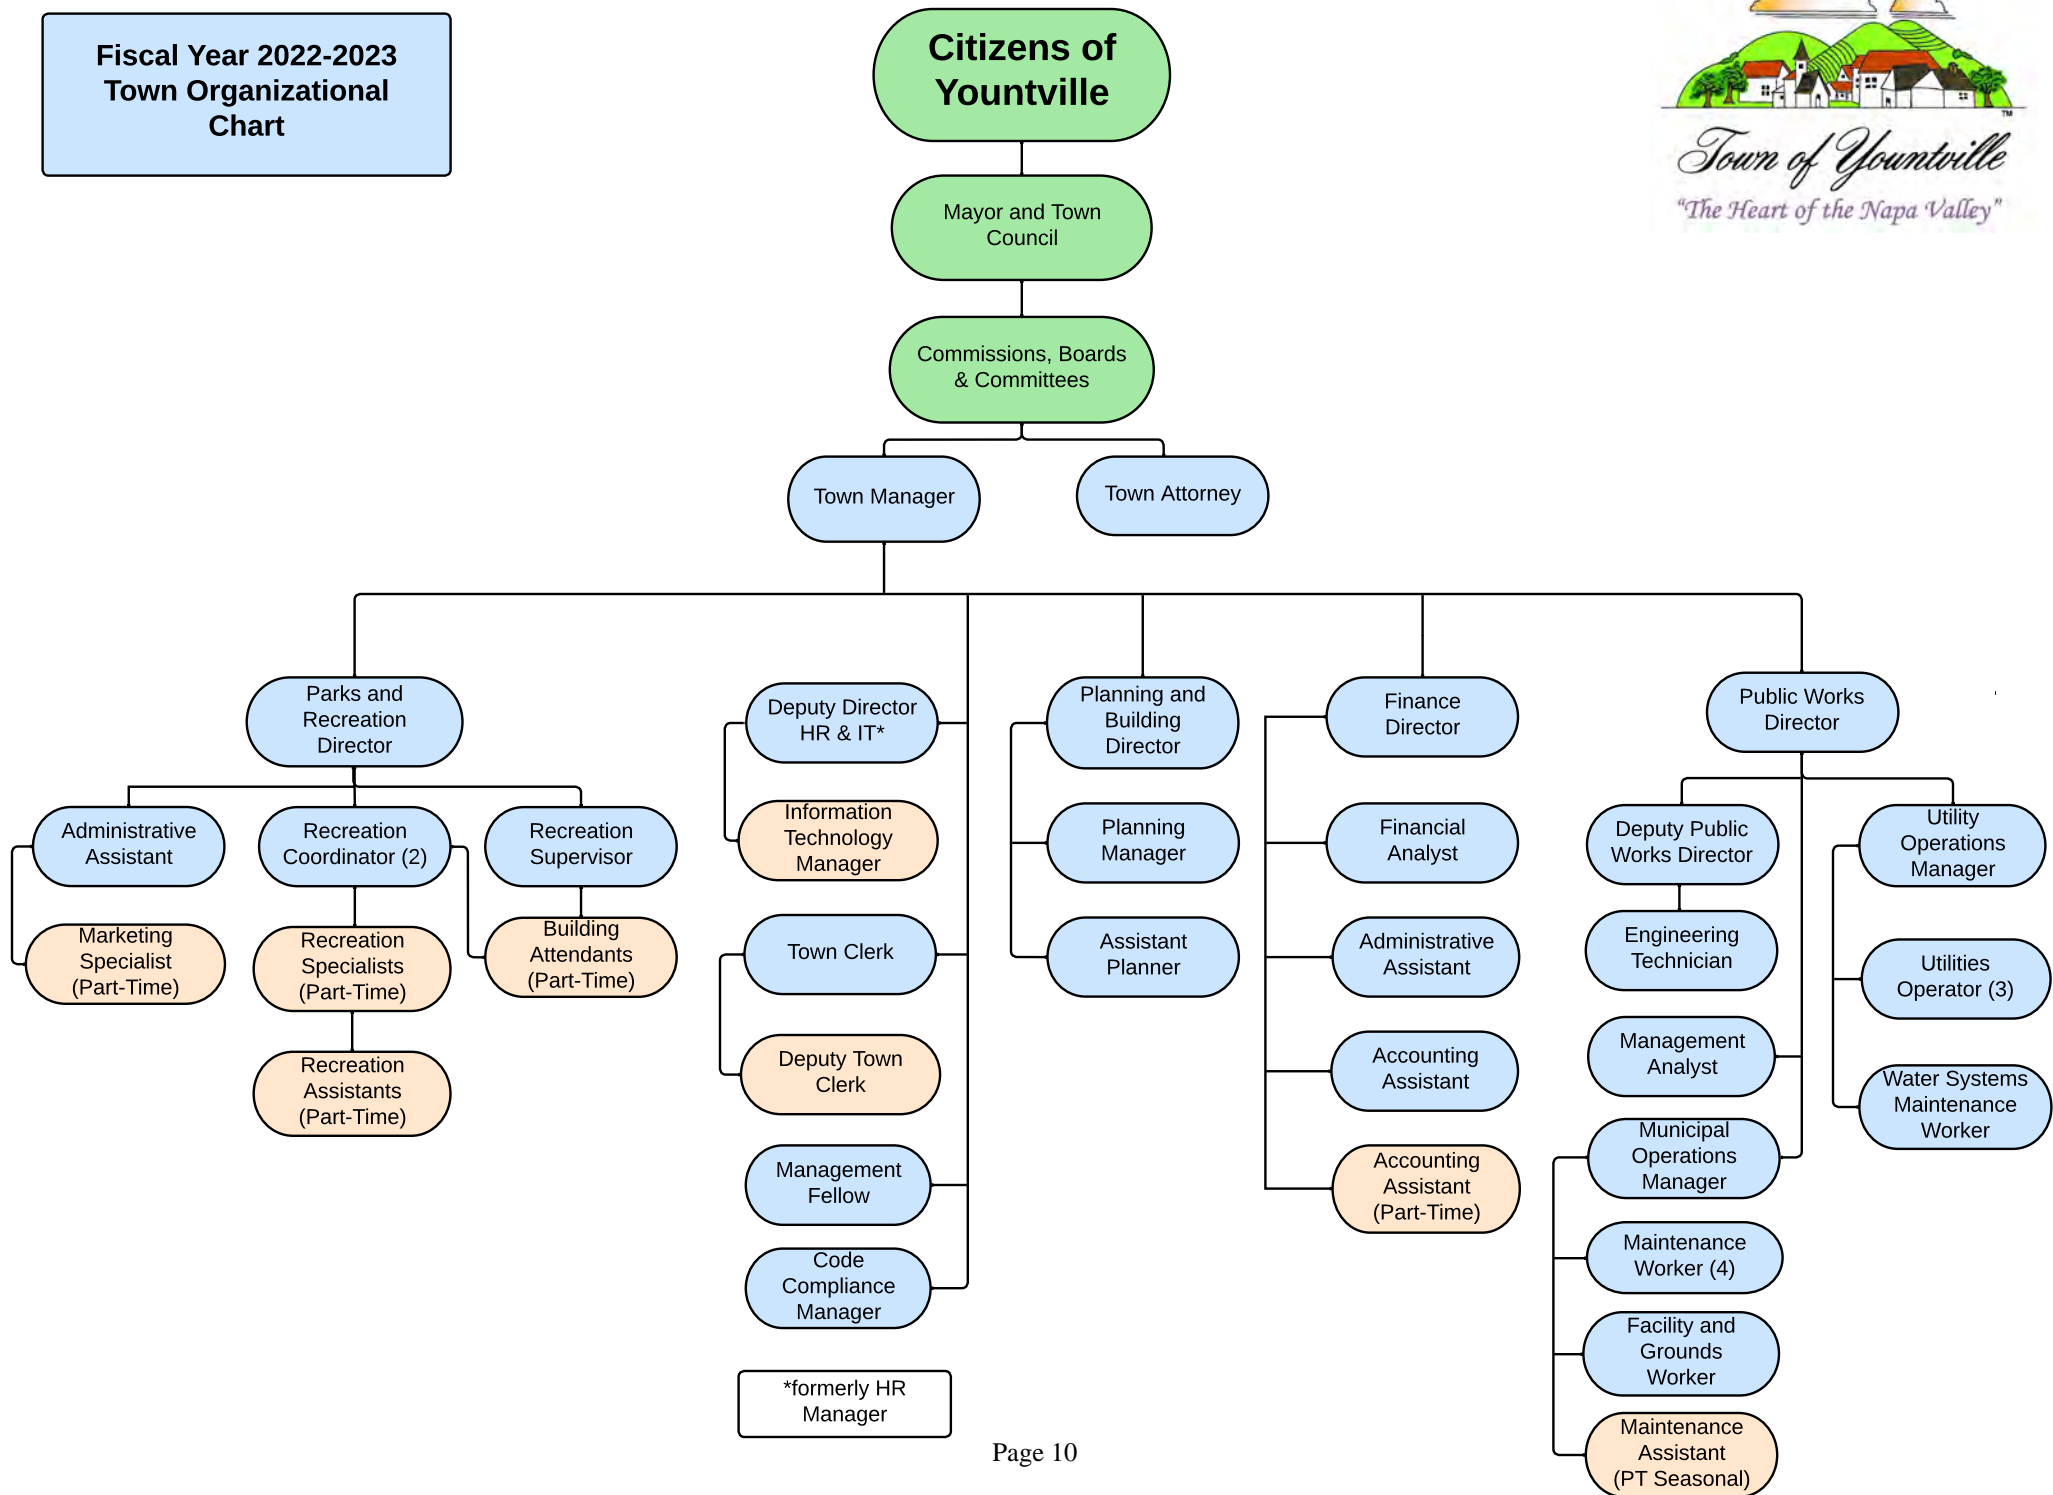 Fiscal Year 2022-2023
Town Organizational
Chart
Citizens of
Yountville
TM
Town of Yountville
“The Heart of the Napa Valley”
Mayor and Town
Council
Commissions, Boards
& Committees
Town Manager
Town Attorney
Parks and
Recreation
Director
Administrative
Assistant
Marketing
Specialist
(Part-Time)
Recreation
Coordinator (2)
Recreation
Specialists
(Part-Time)
Recreation
Assistants
(Part-Time)
Recreation
Supervisor
Building
Attendants
(Part-Time)
Deputy Director
HR & IT*
Information
Technology
Manager
Town Clerk
Deputy Town
Clerk
Management
Fellow
Code
Compliance
Manager
*formerly HR
Manager
Planning and
Building
Director
Planning
Manager
Assistant
Planner
Finance
Director
Financial
Analyst
Administrative
Assistant
Accounting
Assistant
Accounting
Assistant
(Part-Time)
Public Works
Director
Deputy Public
Works Director
Engineering
Technician
Management
Analyst
Municipal
Operations
Manager
Maintenance
Worker (4)
Facility and
Grounds
Worker
Maintenance
Assistant
(PT Seasonal)
Utility
Operations
Manager
Utilities
Operator (3)
Water Systems
Maintenance
Worker
Page 10